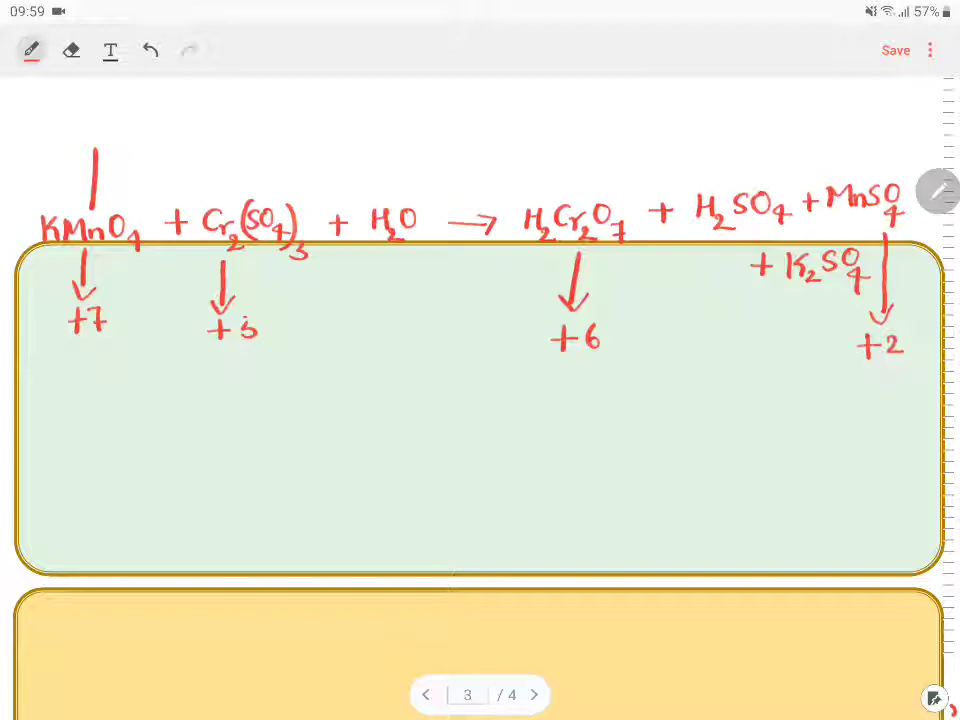 09:59 57%
T Save
KMnO₄ + Cr₂(SO₄)₃ + H₂O → H₂Cr₂O₇ + H₂SO₄ + MnSO₄
+ K₂SO₄
+7 +3 +6 +2
3 / 4